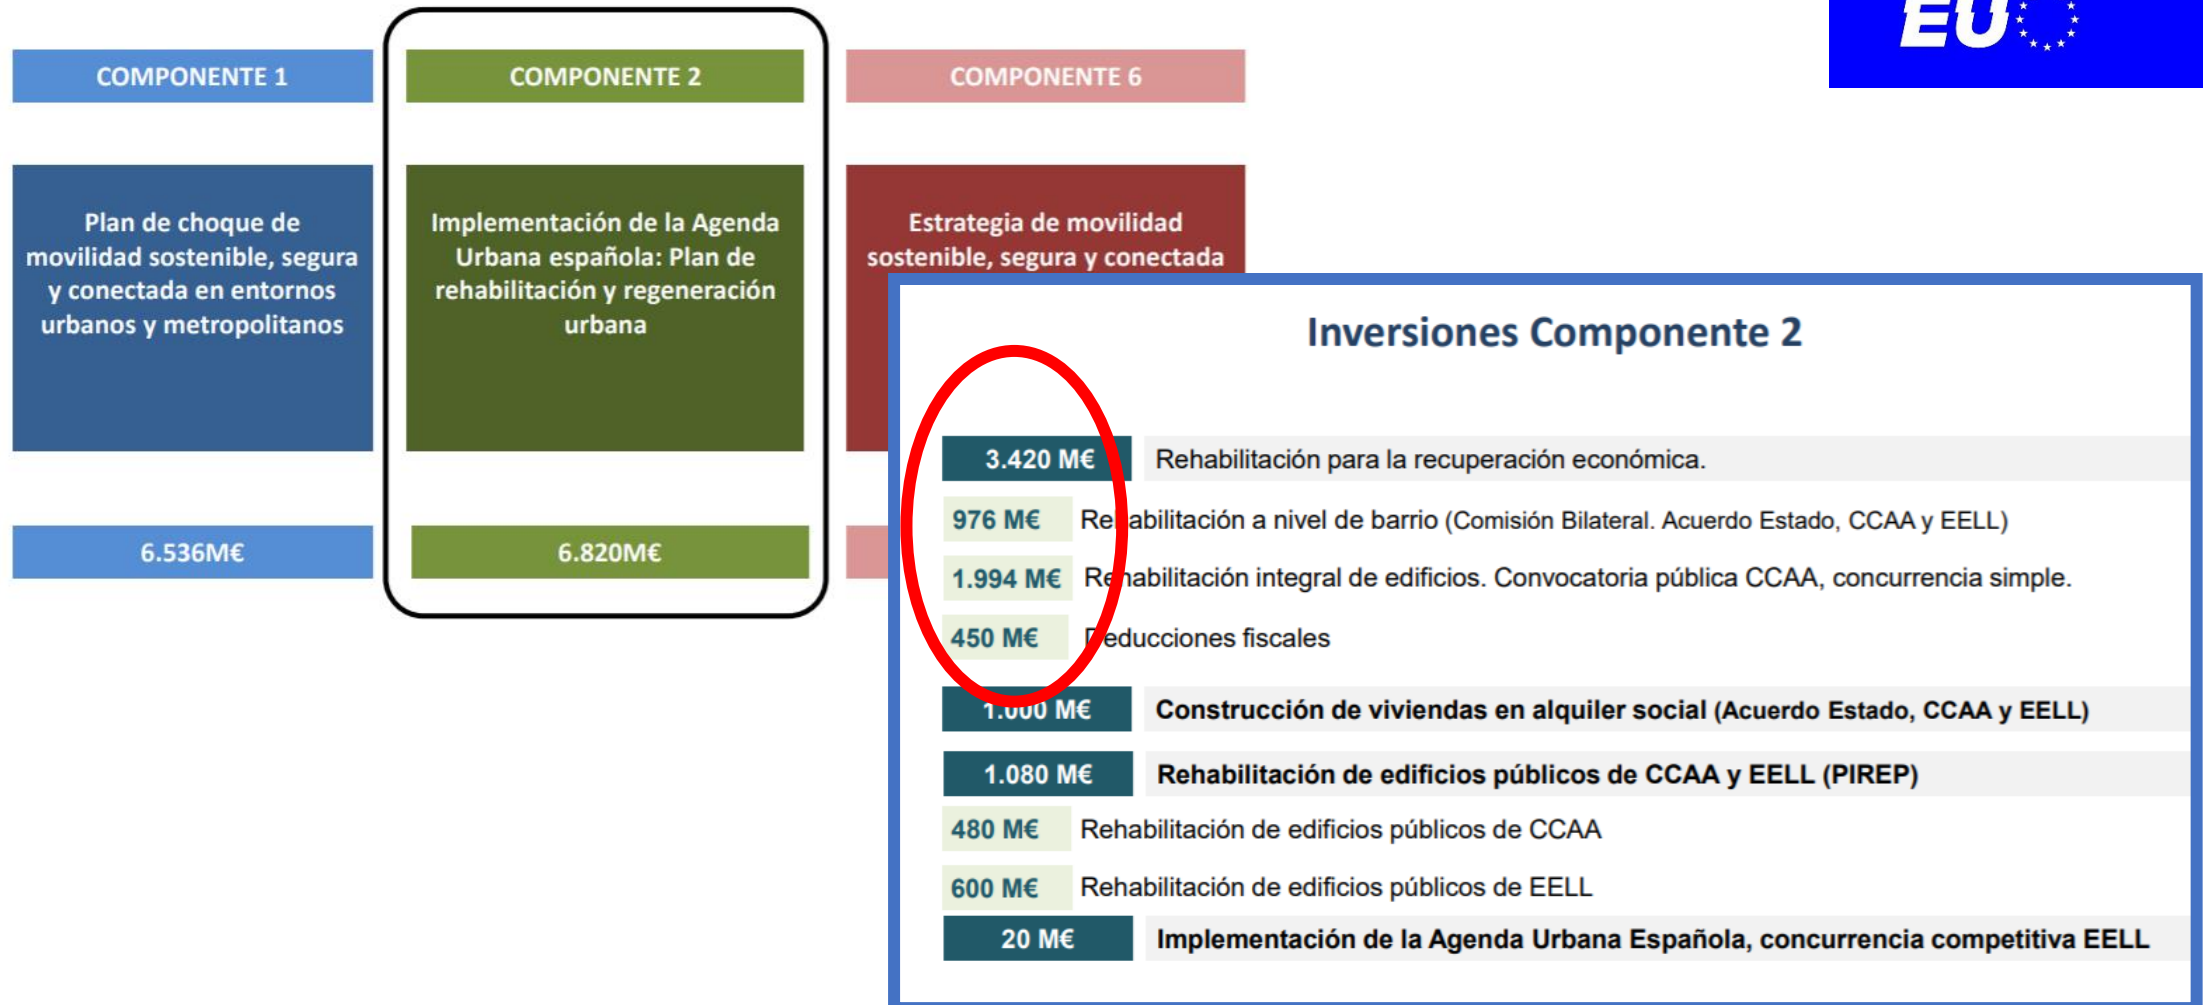 EU
COMPONENTE 1
COMPONENTE 2
COMPONENTE 6
Plan de choque de
movilidad sostenible, segura
y conectada en entornos
urbanos y metropolitanos
Implementación de la Agenda
Urbana española: Plan de
rehabilitación y regeneración
urbana
Estrategia de movilidad
sostenible, segura y conectada
6.536M€
6.820M€
Inversiones Componente 2
3.420 M€ Rehabilitación para la recuperación económica.
976 M€ Rehabilitación a nivel de barrio (Comisión Bilateral. Acuerdo Estado, CCAA y EELL)
1.994 M€ Rehabilitación integral de edificios. Convocatoria pública CCAA, concurrencia simple.
450 M€ Deducciones fiscales
1.000 M€ Construcción de viviendas en alquiler social (Acuerdo Estado, CCAA y EELL)
1.080 M€ Rehabilitación de edificios públicos de CCAA y EELL (PIREP)
480 M€ Rehabilitación de edificios públicos de CCAA
600 M€ Rehabilitación de edificios públicos de EELL
20 M€ Implementación de la Agenda Urbana Española, concurrencia competitiva EELL